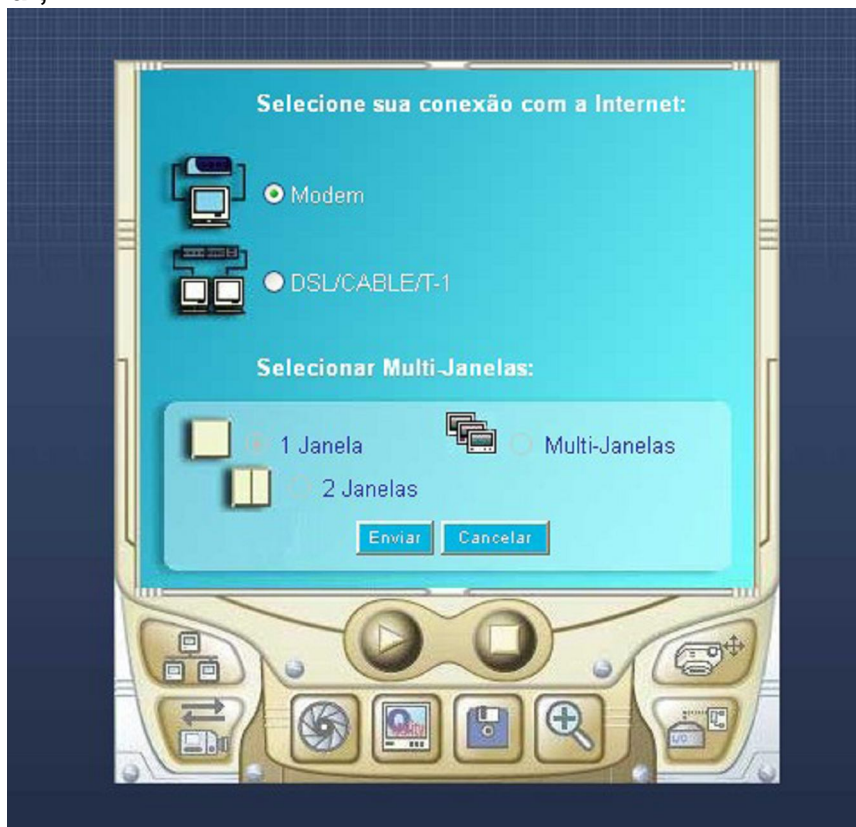 Selecione sua conexão com a Internet:
Modem
DSL/CABLE/T-1
Selecionar Multi-Janelas:
1 Janela
Multi-Janelas
2 Janelas
Enviar Cancelar
I/O